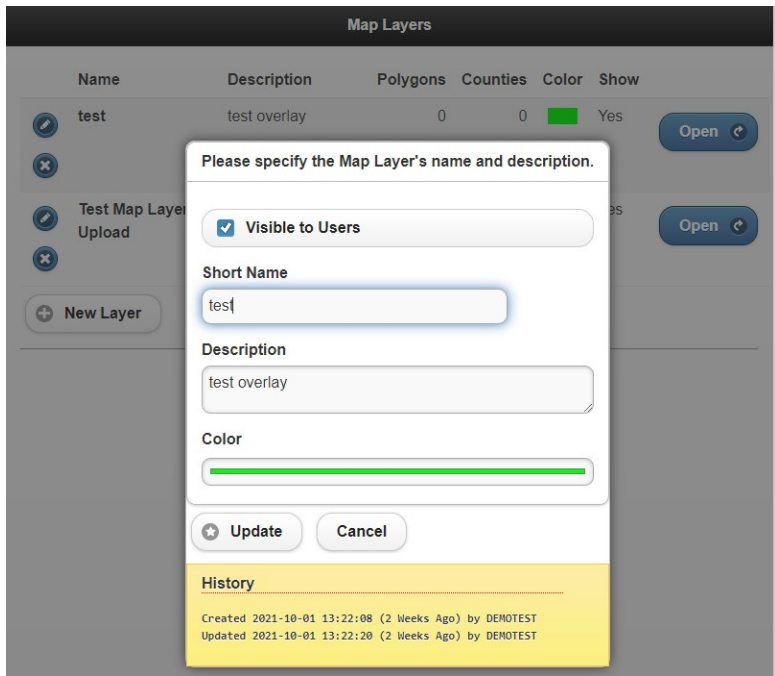 Map Layers
Name Description Polygons Counties Color Show
test test overlay 0 0 Yes
Open
Please specify the Map Layer's name and description.
Test Map Layer
Upload
Open
Visible to Users
Short Name
test
New Layer
Description
test overlay
Color
Update Cancel
History
Created 2021-10-01 13:22:08 (2 Weeks Ago) by DEMOTEST
Updated 2021-10-01 13:22:20 (2 Weeks Ago) by DEMOTEST